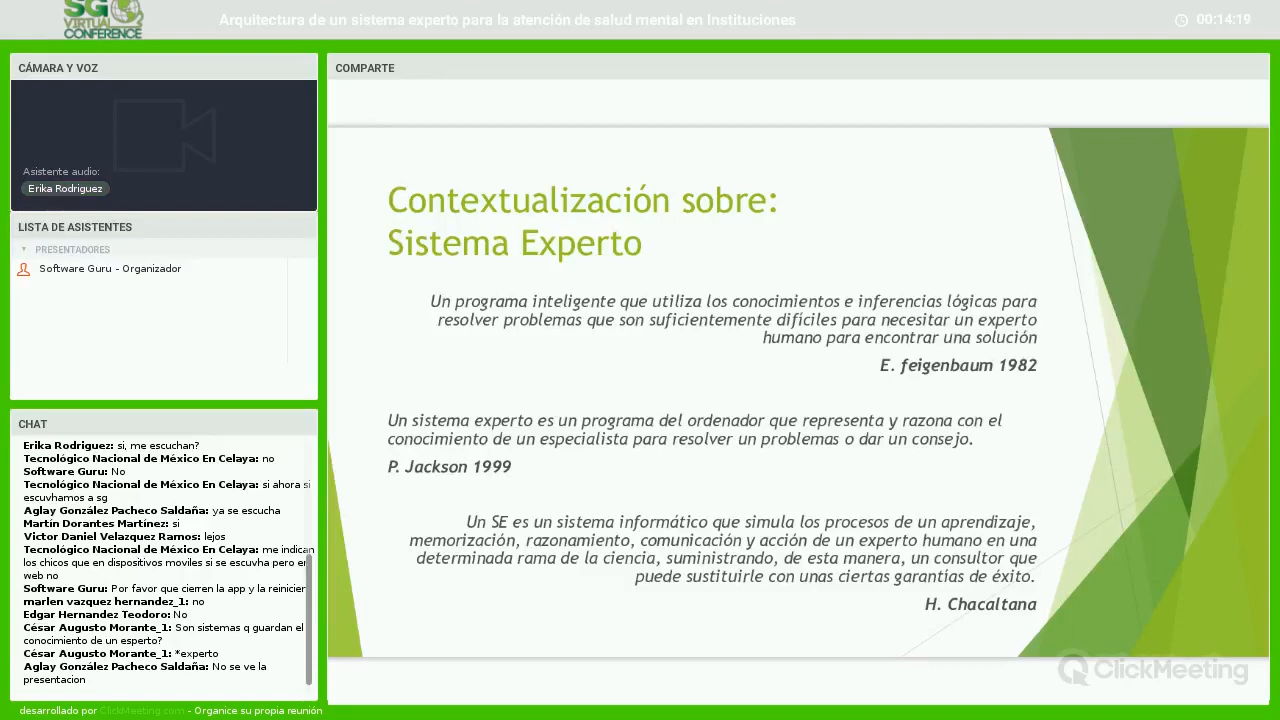 SG
VIRTUAL
CONFERENCE
Arquitectura de un sistema experto para la atención de salud mental en Instituciones
00:14:19
CÁMARA Y VOZ
Asistente audio:
Erika Rodriguez
LISTA DE ASISTENTES
PRESENTADORES
Software Guru - Organizador
CHAT
Erika Rodriguez: si, me escuchan?
Tecnológico Nacional de México En Celaya: no
Software Guru: No
Tecnológico Nacional de México En Celaya: si ahora si
escuvhamos a sg
Aglay González Pacheco Saldaña: ya se escucha
Martín Dorantes Martínez: si
Victor Daniel Velazquez Ramos: lejos
Tecnológico Nacional de México En Celaya: me indican
los chicos que en dispositivos moviles si se escuvha pero en
web no
Software Guru: Por favor que cierren la app y la reinicier
marlen vazquez hernandez_1: no
Edgar Hernandez Teodoro: No
César Augusto Morante_1: Son sistemas q guardan el
conocimiento de un esperto?
César Augusto Morante_1: *experto
Aglay González Pacheco Saldaña: No se ve la
presentacion
desarrollado por ClickMeeting.com - Organice su propia reunión
COMPARTE
Contextualización sobre:
Sistema Experto
Un programa inteligente que utiliza los conocimientos e inferencias lógicas para
resolver problemas que son suficientemente difíciles para necesitar un experto
humano para encontrar una solución
E. feigenbaum 1982
Un sistema experto es un programa del ordenador que representa y razona con el
conocimiento de un especialista para resolver un problemas o dar un consejo.
P. Jackson 1999
Un SE es un sistema informático que simula los procesos de un aprendizaje,
memorización, razonamiento, comunicación y acción de un experto humano en una
determinada rama de la ciencia, suministrando, de esta manera, un consultor que
puede sustituirle con unas ciertas garantías de éxito.
H. Chacaltana
ClickMeeting